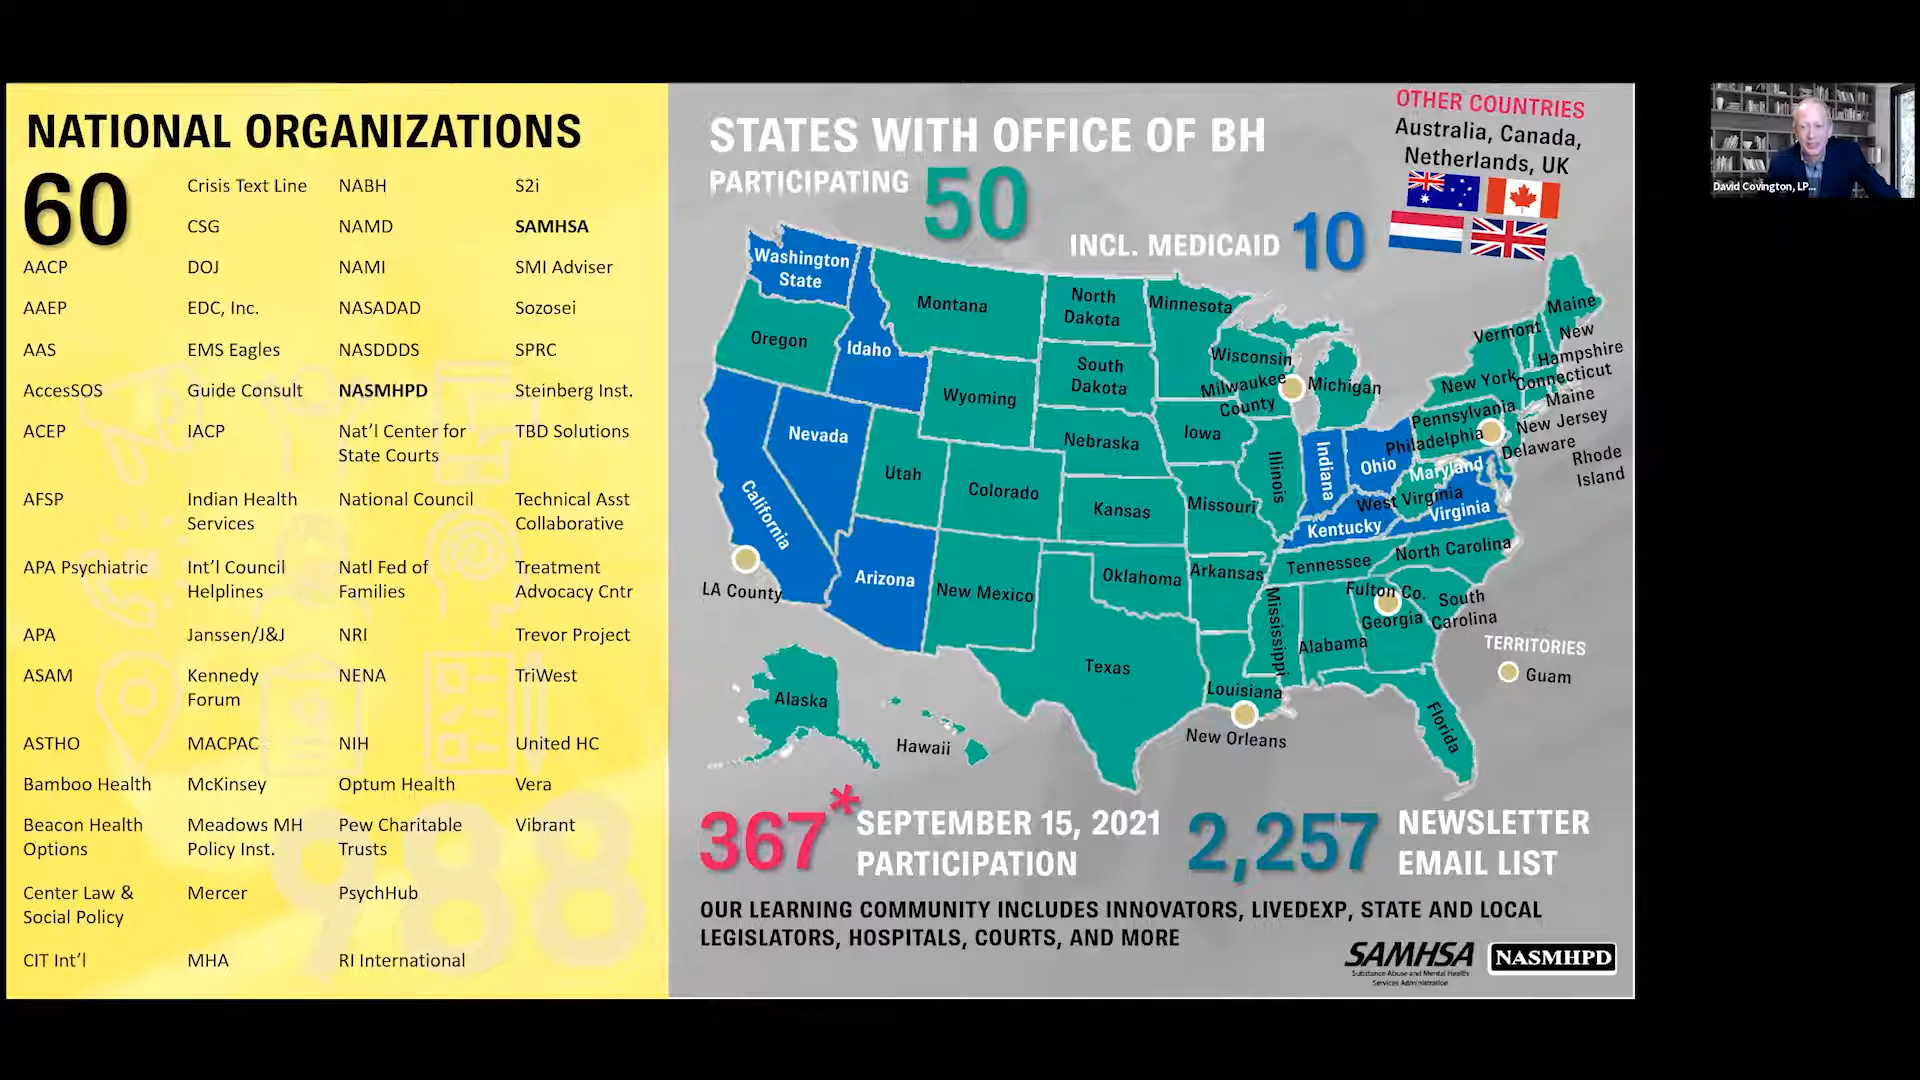 NATIONAL ORGANIZATIONS
60
AACP
AAEP
AAS
AccesSOS
ACEP
AFSP
APA Psychiatric
APA
ASAM
ASTHO
Bamboo Health
Beacon Health
Options
Center Law &
Social Policy
CIT Int’l
Crisis Text Line
CSG
DOJ
EDC, Inc.
EMS Eagles
Guide Consult
IACP
Indian Health
Services
Int’l Council
Helplines
Janssen/J&J
Kennedy
Forum
MACPAC
McKinsey
Meadows MH
Policy Inst.
Mercer
MHA
NABH
NAMD
NAMI
NASADAD
NASDDDS
NASMHPD
Nat’l Center for
State Courts
National Council
Natl Fed of
Families
NRI
NENA
NIH
Optum Health
Pew Charitable
Trusts
PsychHub
RI International
S2i
SAMHSA
SMI Adviser
Sozosei
SPRC
Steinberg Inst.
TBD Solutions
Technical Asst
Collaborative
Treatment
Advocacy Cntr
Trevor Project
TriWest
United HC
Vera
Vibrant
988
STATES WITH OFFICE OF BH
PARTICIPATING 50
INCL. MEDICAID 10
OTHER COUNTRIES
Australia, Canada,
Netherlands, UK
Washington
State
Oregon
Idaho
Montana
North
Dakota
Minnesota
South
Dakota
Wyoming
Wisconsin
Milwaukee
County
Michigan
Maine
Vermont
New
Hampshire
New York
Connecticut
Maine
Pennsylvania
Philadelphia
New Jersey
Delaware
Rhode
Island
Nevada
California
Utah
Colorado
Nebraska
Iowa
Kansas
Missouri
Illinois
Indiana
Ohio
Maryland
West Virginia
Virginia
Kentucky
LA County
Arizona
New Mexico
Oklahoma
Arkansas
Tennessee
North Carolina
Fulton Co.
South
Carolina
Georgia
Mississippi
Alabama
Texas
Louisiana
New Orleans
Florida
Alaska
Hawaii
TERRITORIES
Guam
367*
SEPTEMBER 15, 2021
PARTICIPATION
2,257
NEWSLETTER
EMAIL LIST
OUR LEARNING COMMUNITY INCLUDES INNOVATORS, LIVEDEXP, STATE AND LOCAL
LEGISLATORS, HOSPITALS, COURTS, AND MORE
SAMHSA
Substance Abuse and Mental Health
Services Administration
NASMHPD
David Covington, LP...